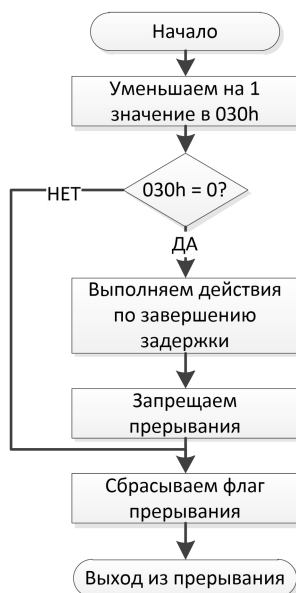 Начало
Уменьшаем на 1
значение в 030h
030h = 0?
НЕТ
ДА
Выполняем действия
по завершению
задержки
Запрещаем
прерывания
Сбрасываем флаг
прерывания
Выход из прерывания